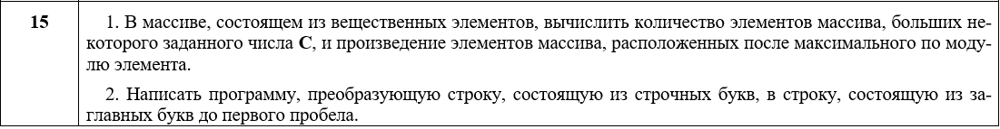 15
1. В массиве, состоящем из вещественных элементов, вычислить количество элементов массива, больших не-
которого заданного числа С, и произведение элементов массива, расположенных после максимального по моду-
лю элемента.
2. Написать программу, преобразующую строку, состоящую из строчных букв, в строку, состоящую из за-
главных букв до первого пробела.